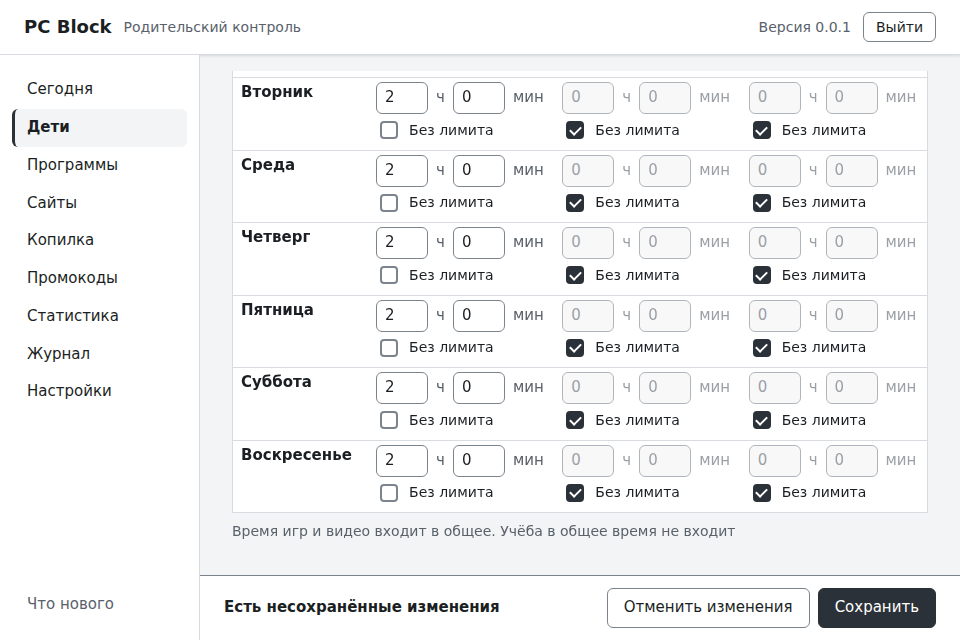 PC Block Родительский контроль Версия 0.0.1 Выйти
Сегодня
Дети
Программы
Сайты
Копилка
Промокоды
Статистика
Журнал
Настройки
Что нового
Вторник 2 ч 0 мин 0 ч 0 мин 0 ч 0 мин
Без лимита Без лимита Без лимита
Среда 2 ч 0 мин 0 ч 0 мин 0 ч 0 мин
Без лимита Без лимита Без лимита
Четверг 2 ч 0 мин 0 ч 0 мин 0 ч 0 мин
Без лимита Без лимита Без лимита
Пятница 2 ч 0 мин 0 ч 0 мин 0 ч 0 мин
Без лимита Без лимита Без лимита
Суббота 2 ч 0 мин 0 ч 0 мин 0 ч 0 мин
Без лимита Без лимита Без лимита
Воскресенье 2 ч 0 мин 0 ч 0 мин 0 ч 0 мин
Без лимита Без лимита Без лимита
Время игр и видео входит в общее. Учёба в общее время не входит
Есть несохранённые изменения Отменить изменения Сохранить